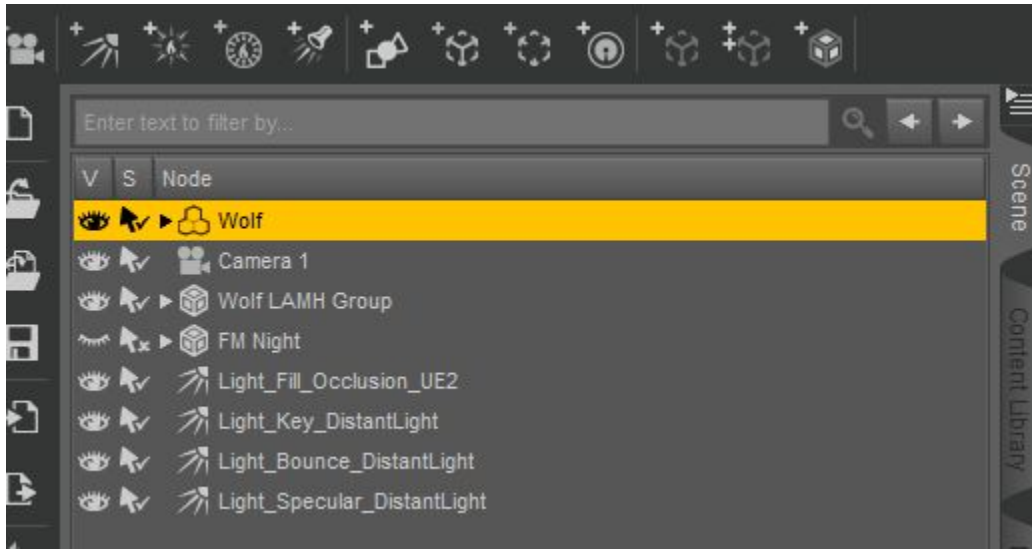 Enter text to filter by...
V S Node
Wolf
Camera 1
Wolf LAMH Group
FM Night
Light_Fill_Occlusion_UE2
Light_Key_DistantLight
Light_Bounce_DistantLight
Light_Specular_DistantLight
Scene
Content Library